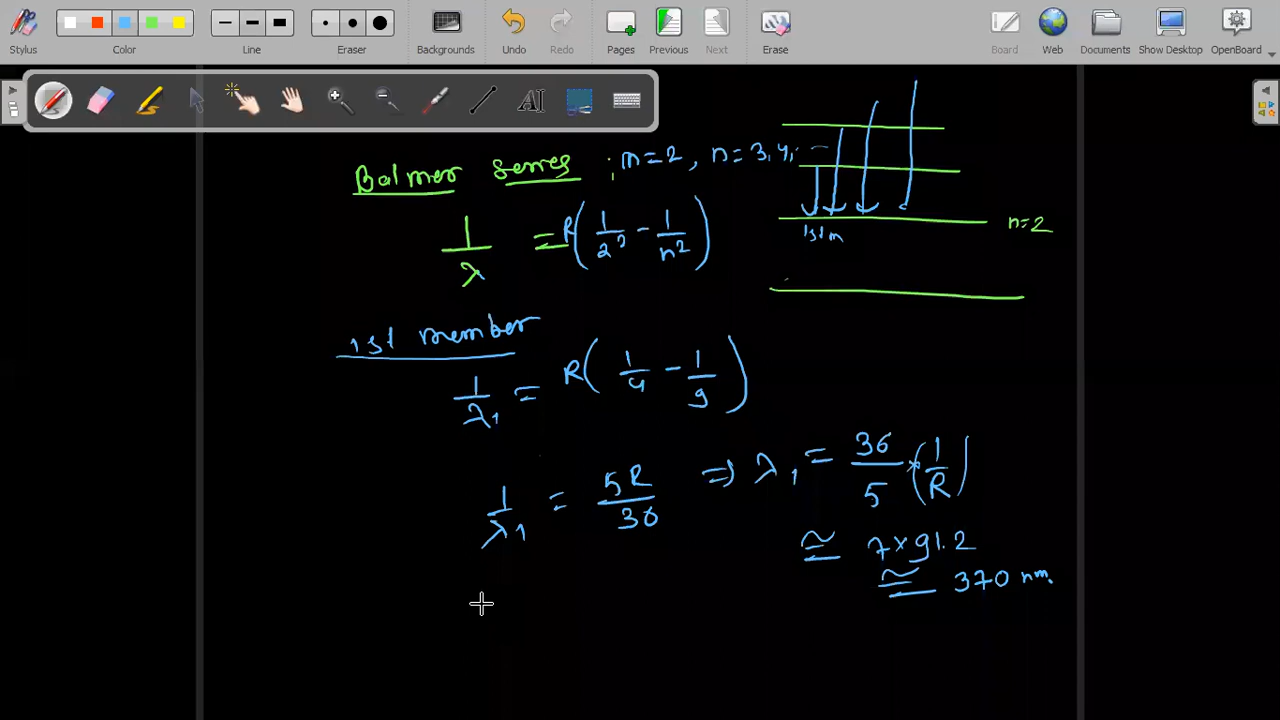 Stylus Color Line Eraser Backgrounds Undo Redo Pages Previous Next Erase Board Web Documents Show Desktop OpenBoard
Balmer series ; m=2, n=3,4,--
1/λ = R(1/2² - 1/n²)
n=2
1st m
1st member
1/λ₁ = R(1/4 - 1/9)
1/λ₁ = 5R/36 ⇒ λ₁ = 36/5 × (1/R)
≅ 7×91.2
≅ 370 nm.